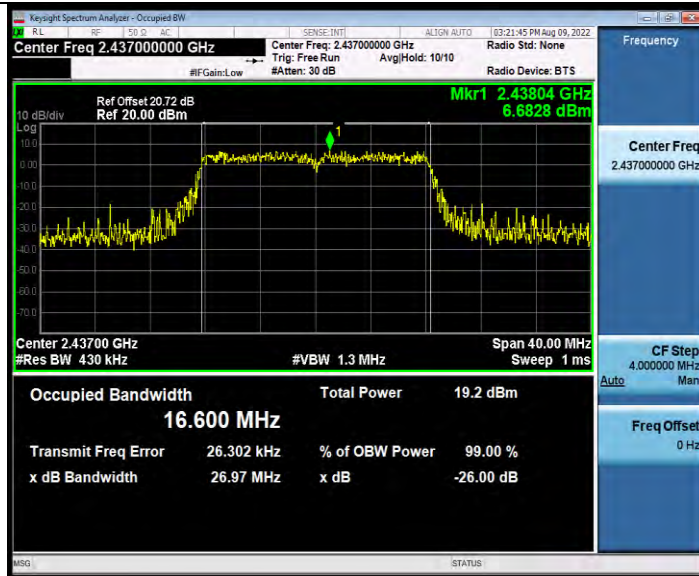 Keysight Spectrum Analyzer - Occupied BW
RL RF 50 Ω AC SENSE:INT ALIGN AUTO 03:21:45 PM Aug 09, 2022
Center Freq 2.437000000 GHz Center Freq: 2.437000000 GHz Radio Std: None
Trig: Free Run Avg|Hold: 10/10
#IFGain:Low #Atten: 30 dB Radio Device: BTS
Frequency
Ref Offset 20.72 dB Mkr1 2.43804 GHz
10 dB/div Ref 20.00 dBm 6.6828 dBm
Log
1
10.0
0.00
-10.0
-20.0
-30.0
-40.0
-50.0
-60.0
-70.0
Center 2.43700 GHz Span 40.00 MHz
#Res BW 430 kHz #VBW 1.3 MHz Sweep 1 ms
Occupied Bandwidth Total Power 19.2 dBm
16.600 MHz
Transmit Freq Error 26.302 kHz % of OBW Power 99.00 %
x dB Bandwidth 26.97 MHz x dB -26.00 dB
Center Freq
2.437000000 GHz
CF Step
4.000000 MHz
Auto Man
Freq Offset
0 Hz
MSG STATUS